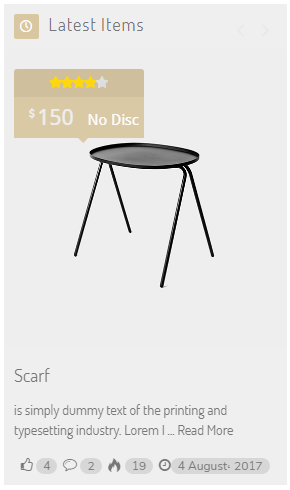 Latest Items
$150 No Disc
Scarf
is simply dummy text of the printing and
typesetting industry. Lorem I ... Read More
4 2 19 4 August، 2017